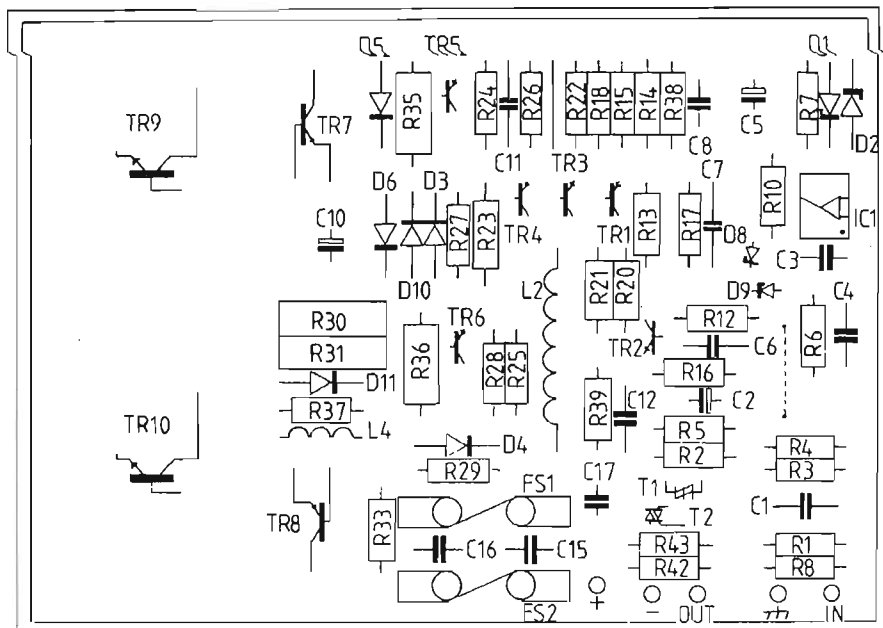 D5 TR5 D1
R35 R24 R26 R22 R18 R15 R14 R38 R7
TR9 TR7 C11 C8 C5 D2
D6 D3 TR3 C7
R10 IC1
C10 R27 R23 TR4 TR1 R13 R17 D8 C3
D10 L2 R21 R20 D9 C4
R30 R12
R31 R36 TR6 R28 R25 TR2 C6 R6
D11 R16
R37 R39 C12 C2
TR10 L4 D4 R5 R4
R29 R2 R3
FS1 C17 T1 C1
TR8 R33 T2
C16 C15 R43 R1
R42 R8
FS2 + - OUT IN